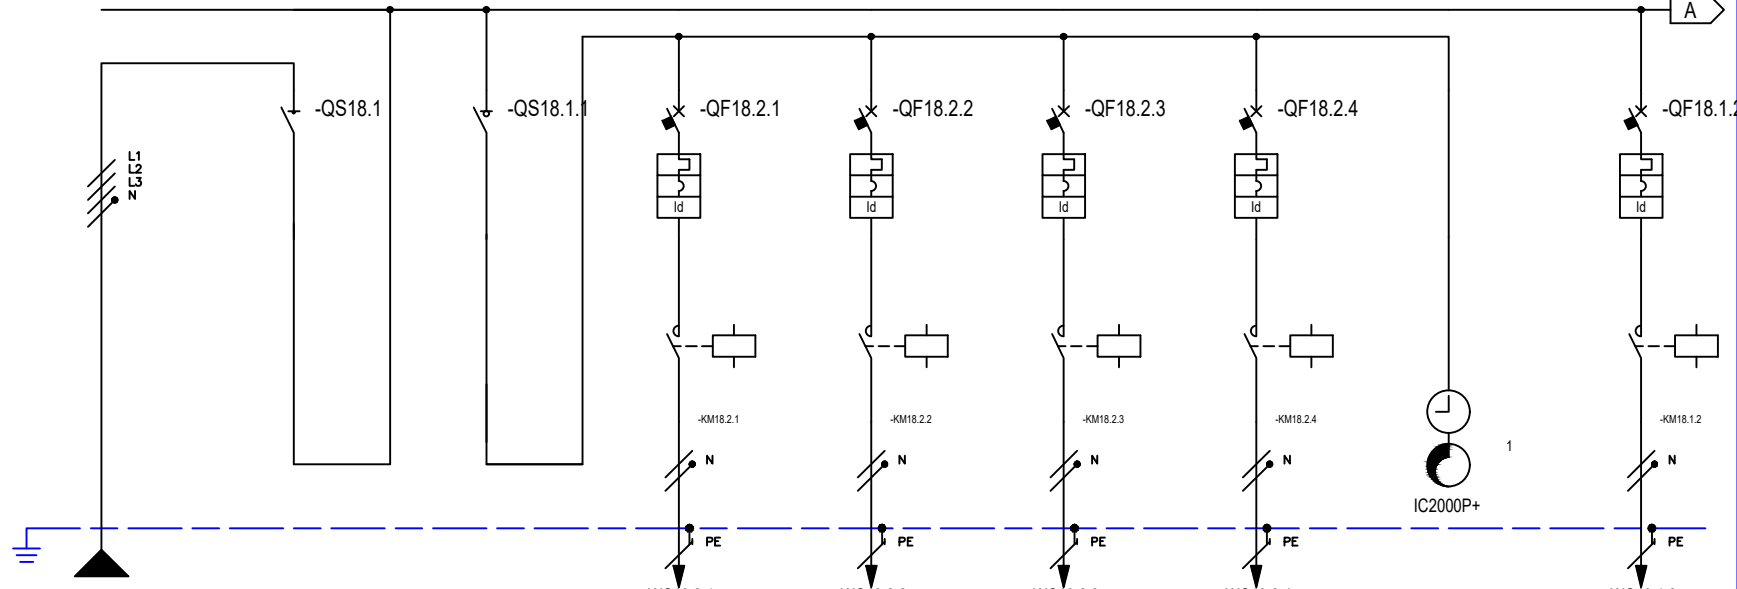 A
-QS18.1
-QS18.1.1
-QF18.2.1
-QF18.2.2
-QF18.2.3
-QF18.2.4
-QF18.1.2
L1
L2
L3
N
Id
Id
Id
Id
Id
-KM18.2.1
-KM18.2.2
-KM18.2.3
-KM18.2.4
-KM18.1.2
1
N
N
N
N
N
IC2000P+
PE
PE
PE
PE
PE